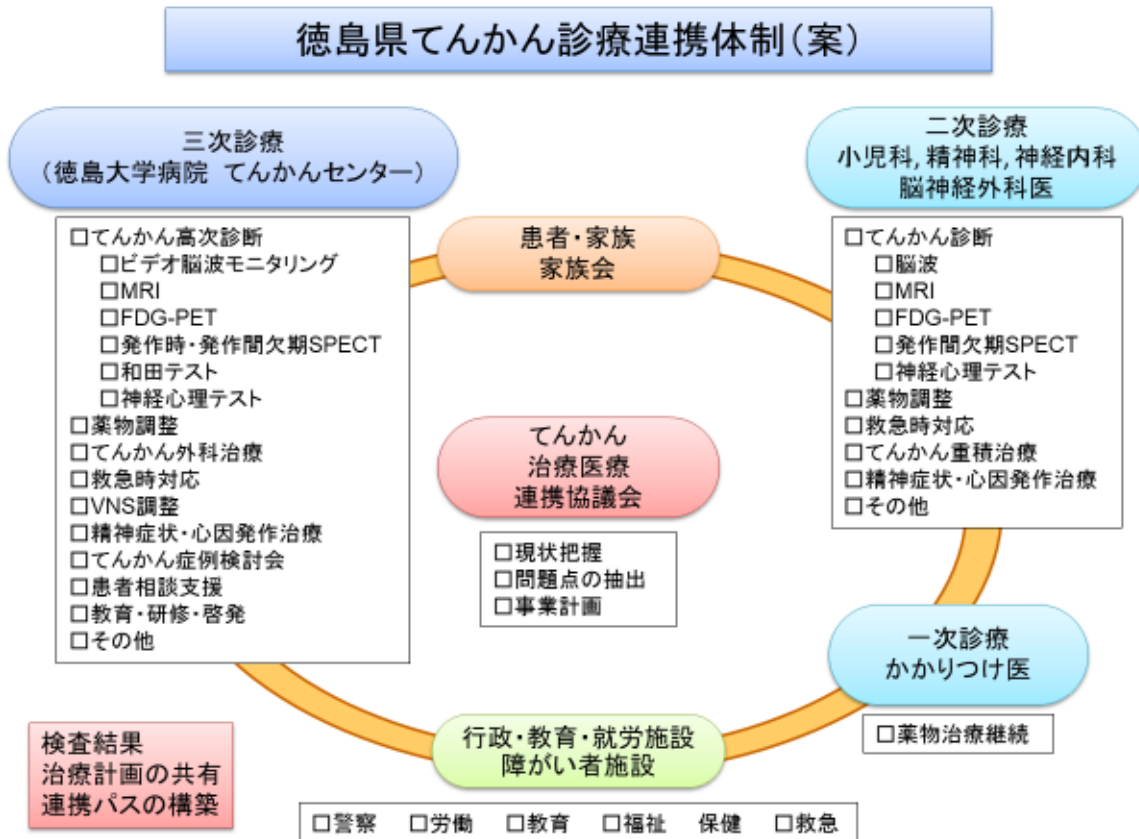 徳島県てんかん診療連携体制（案）
三次診療
（徳島大学病院　てんかんセンター）
□てんかん高次診断
□ビデオ脳波モニタリング
□MRI
□FDG-PET
□発作時・発作間欠期SPECT
□和田テスト
□神経心理テスト
□薬物調整
□てんかん外科治療
□救急時対応
□VNS調整
□精神症状・心因発作治療
□てんかん症例検討会
□患者相談支援
□教育・研修・啓発
□その他
患者・家族
家族会
二次診療
小児科, 精神科, 神経内科
脳神経外科医
□てんかん診断
□脳波
□MRI
□FDG-PET
□発作間欠期SPECT
□神経心理テスト
□薬物調整
□救急時対応
□てんかん重積治療
□精神症状・心因発作治療
□その他
てんかん
治療医療
連携協議会
□現状把握
□問題点の抽出
□事業計画
一次診療
かかりつけ医
□薬物治療継続
行政・教育・就労施設
障がい者施設
□警察　□労働　□教育　□福祉　保健　□救急
検査結果
治療計画の共有
連携パスの構築